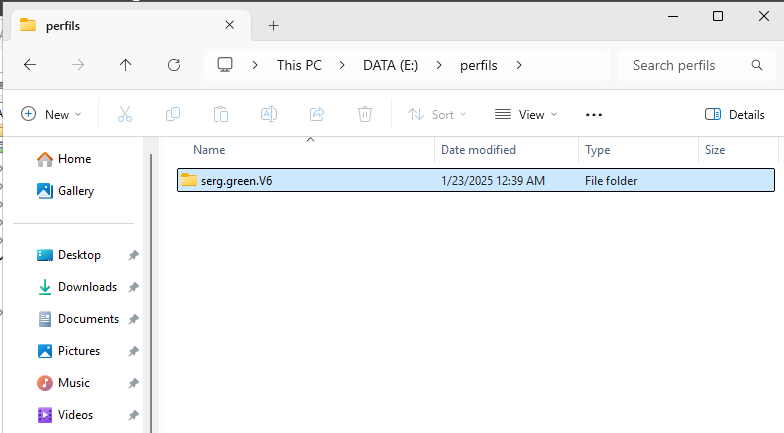 perfils
This PC > DATA (E:) > perfils >
Search perfils
New
Sort
View
Details
Name
Date modified
Type
Size
serg.green.V6
1/23/2025 12:39 AM
File folder
Home
Gallery
Desktop
Downloads
Documents
Pictures
Music
Videos